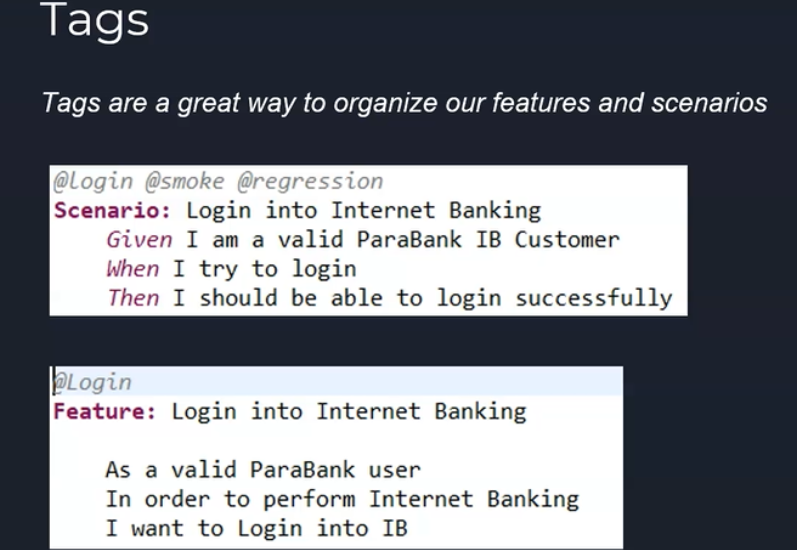 Tags
Tags are a great way to organize our features and scenarios
@login @smoke @regression
Scenario: Login into Internet Banking
Given I am a valid ParaBank IB Customer
When I try to login
Then I should be able to login successfully
@Login
Feature: Login into Internet Banking
As a valid ParaBank user
In order to perform Internet Banking
I want to Login into IB